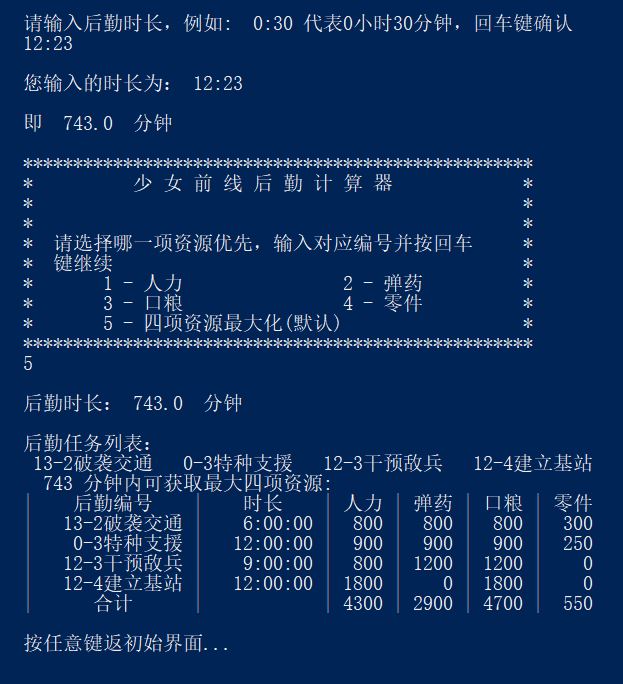 请输入后勤时长，例如:  0:30 代表0小时30分钟，回车键确认
12:23
您输入的时长为： 12:23
即  743.0  分钟
***************************************************
*          少 女 前 线 后 勤 计 算 器             *
*                                                 *
*                                                 *
*  请选择哪一项资源优先，输入对应编号并按回车     *
*  键继续                                         *
*       1 - 人力                2 - 弹药          *
*       3 - 口粮                4 - 零件          *
*       5 - 四项资源最大化(默认)                  *
***************************************************
5
后勤时长： 743.0  分钟
后勤任务列表:
13-2破袭交通   0-3特种支援   12-3干预敌兵   12-4建立基站
743 分钟内可获取最大四项资源:
| 后勤编号 | 时长 | 人力 | 弹药 | 口粮 | 零件
| 13-2破袭交通 | 6:00:00 | 800 | 800 | 800 | 300
| 0-3特种支援 | 12:00:00 | 900 | 900 | 900 | 250
| 12-3干预敌兵 | 9:00:00 | 800 | 1200 | 1200 | 0
| 12-4建立基站 | 12:00:00 | 1800 | 0 | 1800 | 0
| 合计 | | 4300 | 2900 | 4700 | 550
按任意键返初始界面...